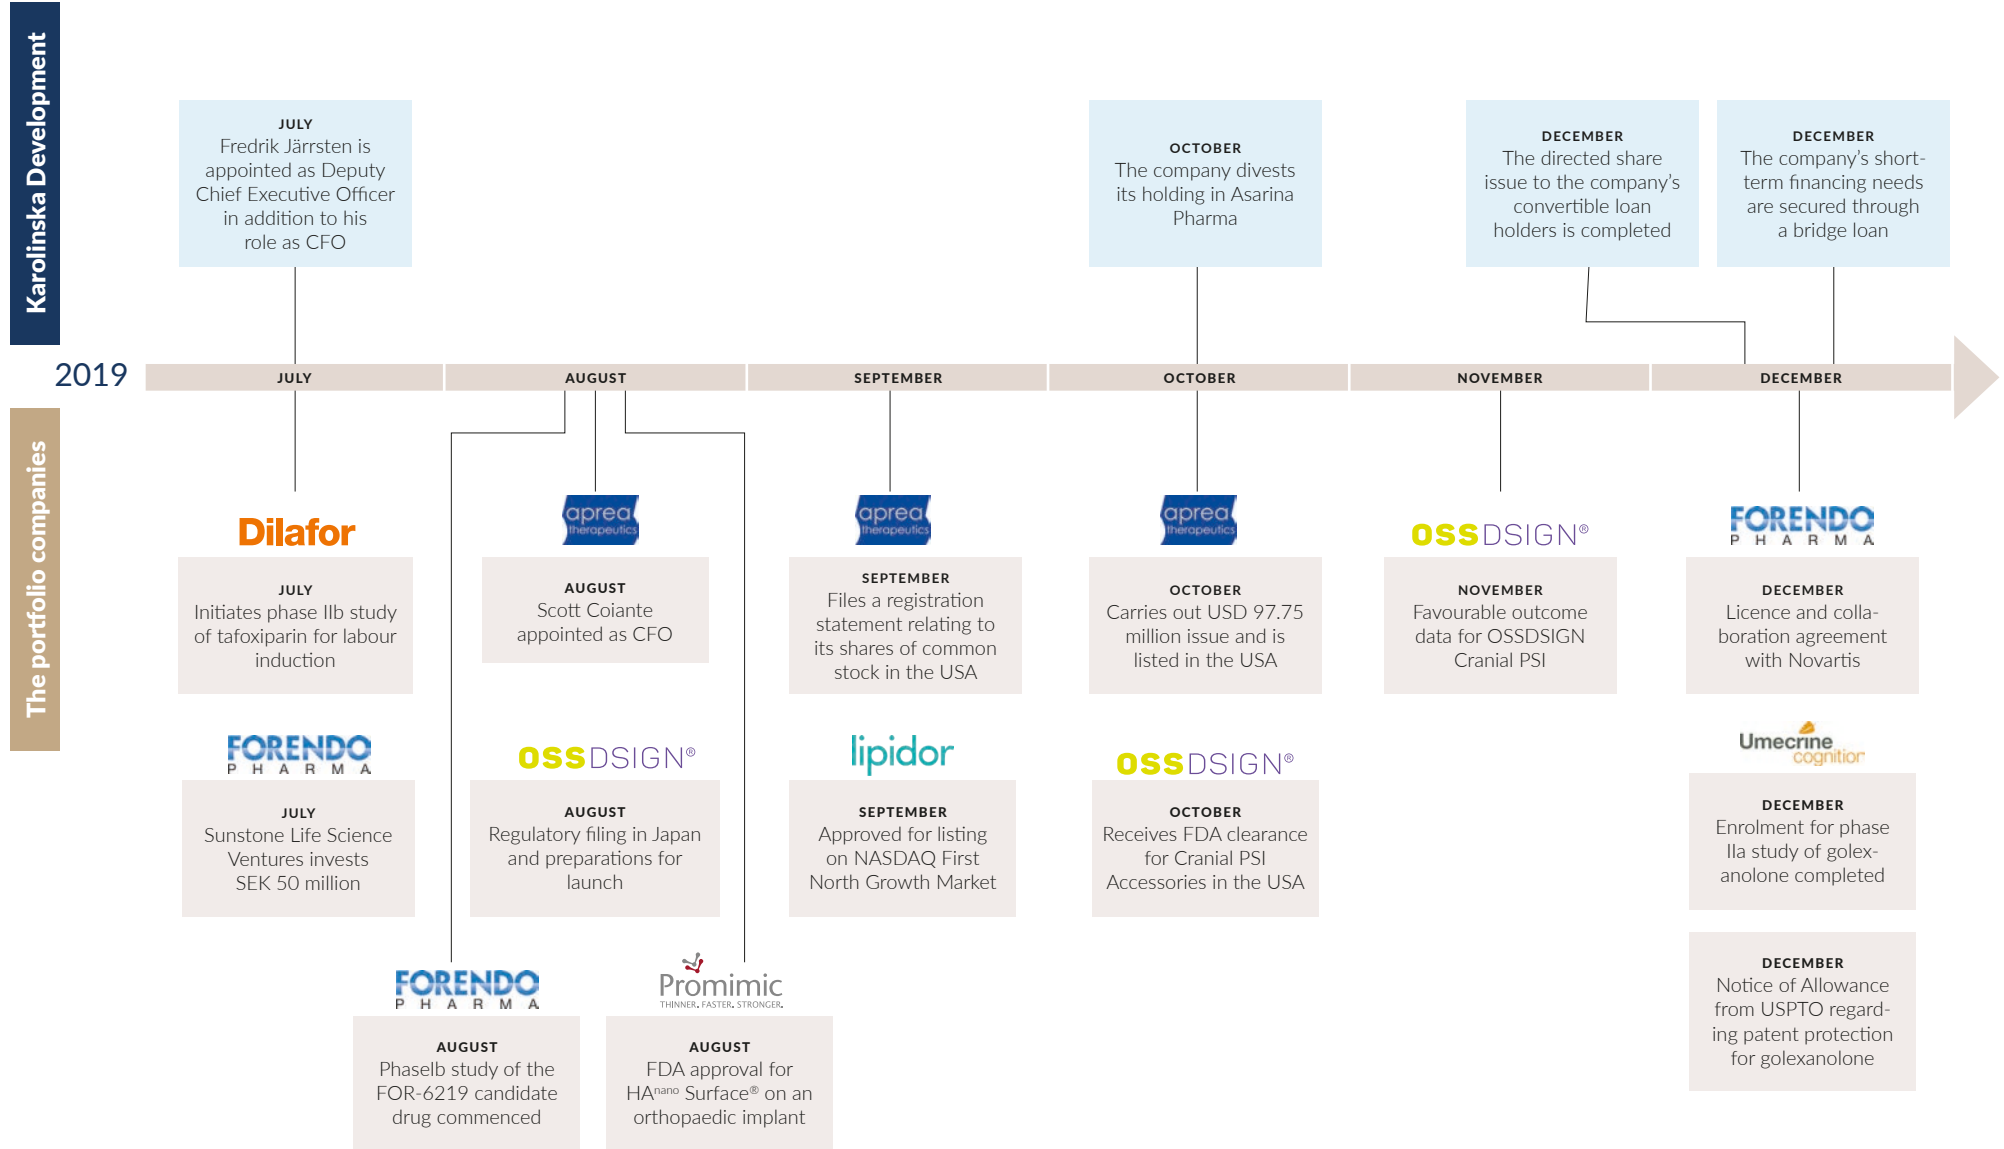 Karolinska Development
JULY
Fredrik Järrsten is
appointed as Deputy
Chief Executive Officer
in addition to his
role as CFO
OCTOBER
The company divests
its holding in Asarina
Pharma
DECEMBER
The directed share
issue to the company's
convertible loan
holders is completed
DECEMBER
The company's short-
term financing needs
are secured through
a bridge loan
2019
JULY
AUGUST
SEPTEMBER
OCTOBER
NOVEMBER
DECEMBER
The portfolio companies
Dilafor
JULY
Initiates phase IIb study
of tafoxiparin for labour
induction
aprea
therapeutics
AUGUST
Scott Coiante
appointed as CFO
aprea
therapeutics
SEPTEMBER
Files a registration
statement relating to
its shares of common
stock in the USA
aprea
therapeutics
OCTOBER
Carries out USD 97.75
million issue and is
listed in the USA
OSSDSIGN®
NOVEMBER
Favourable outcome
data for OSSDSIGN
Cranial PSI
FORENDO
PHARMA
DECEMBER
Licence and colla-
boration agreement
with Novartis
FORENDO
PHARMA
JULY
Sunstone Life Science
Ventures invests
SEK 50 million
OSSDSIGN®
AUGUST
Regulatory filing in Japan
and preparations for
launch
lipidor
SEPTEMBER
Approved for listing
on NASDAQ First
North Growth Market
OSSDSIGN®
OCTOBER
Receives FDA clearance
for Cranial PSI
Accessories in the USA
Umecrine
cognition
DECEMBER
Enrolment for phase
IIa study of golex-
anolone completed
FORENDO
PHARMA
AUGUST
PhaseIb study of the
FOR-6219 candidate
drug commenced
Promimic
THINNER. FASTER. STRONGER.
AUGUST
FDA approval for
HAnano Surface® on an
orthopaedic implant
DECEMBER
Notice of Allowance
from USPTO regard-
ing patent protection
for golexanolone